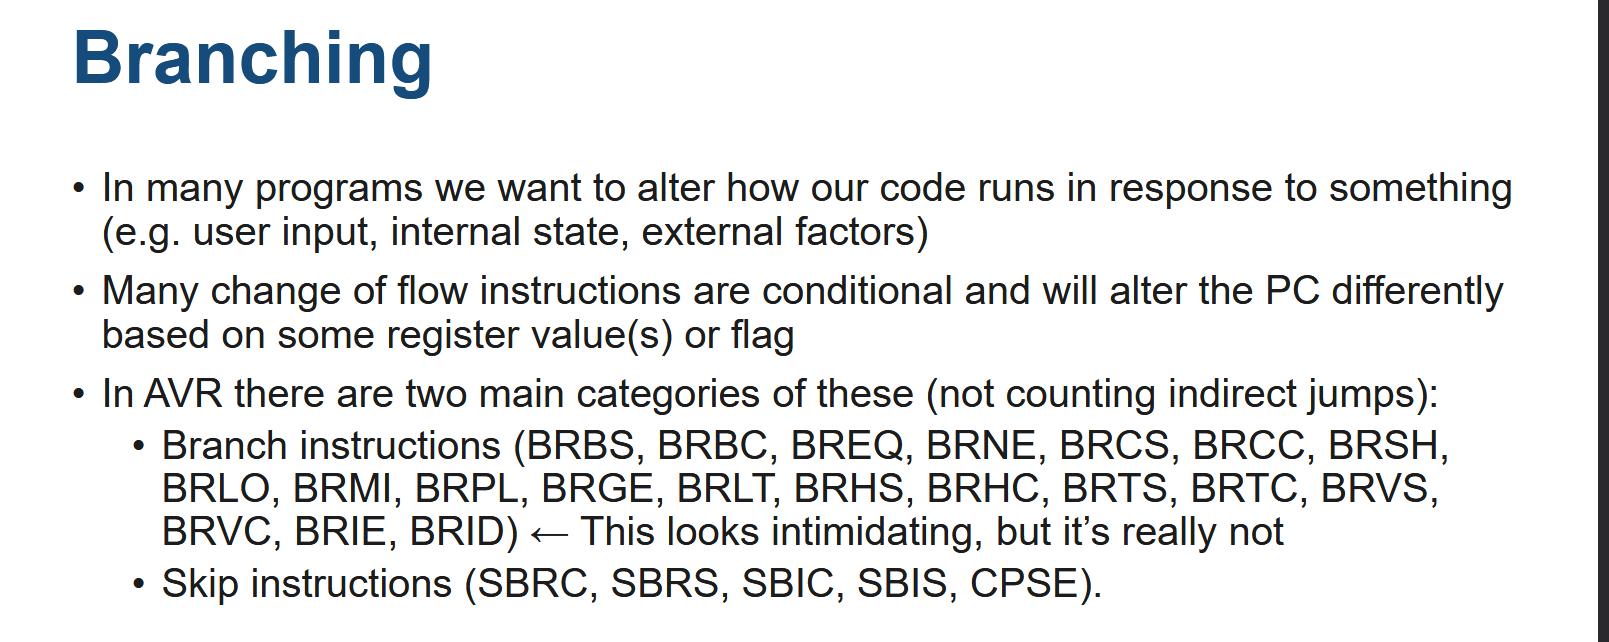 Branching
• In many programs we want to alter how our code runs in response to something
(e.g. user input, internal state, external factors)
• Many change of flow instructions are conditional and will alter the PC differently
based on some register value(s) or flag
• In AVR there are two main categories of these (not counting indirect jumps):
• Branch instructions (BRBS, BRBC, BREQ, BRNE, BRCS, BRCC, BRSH,
BRLO, BRMI, BRPL, BRGE, BRLT, BRHS, BRHC, BRTS, BRTC, BRVS,
BRVC, BRIE, BRID) ← This looks intimidating, but it’s really not
• Skip instructions (SBRC, SBRS, SBIC, SBIS, CPSE).